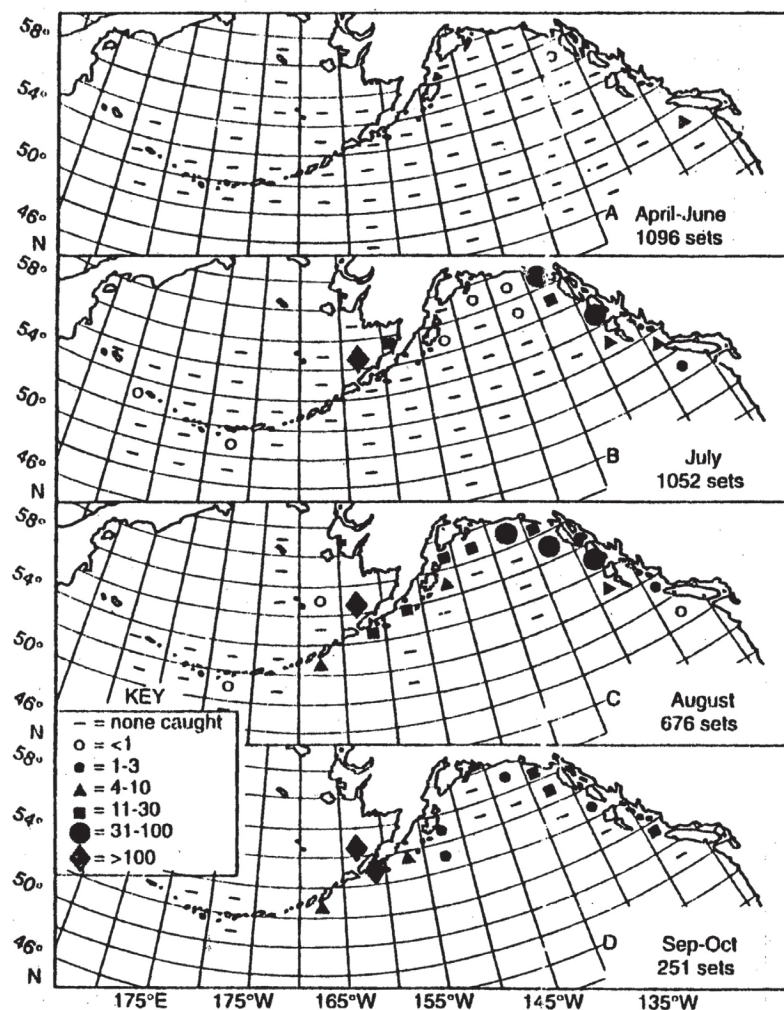 58°
54°
50°
46°
N
A April-June
1096 sets
58°
54°
50°
46°
N
B July
1052 sets
58°
54°
50°
46°
N
C August
676 sets
KEY
– = none caught
○ = <1
● = 1-3
▲ = 4-10
■ = 11-30
● = 31-100
◆ = >100
58°
54°
50°
46°
N
D Sep-Oct
251 sets
175°E 175°W 165°W 155°W 145°W 135°W